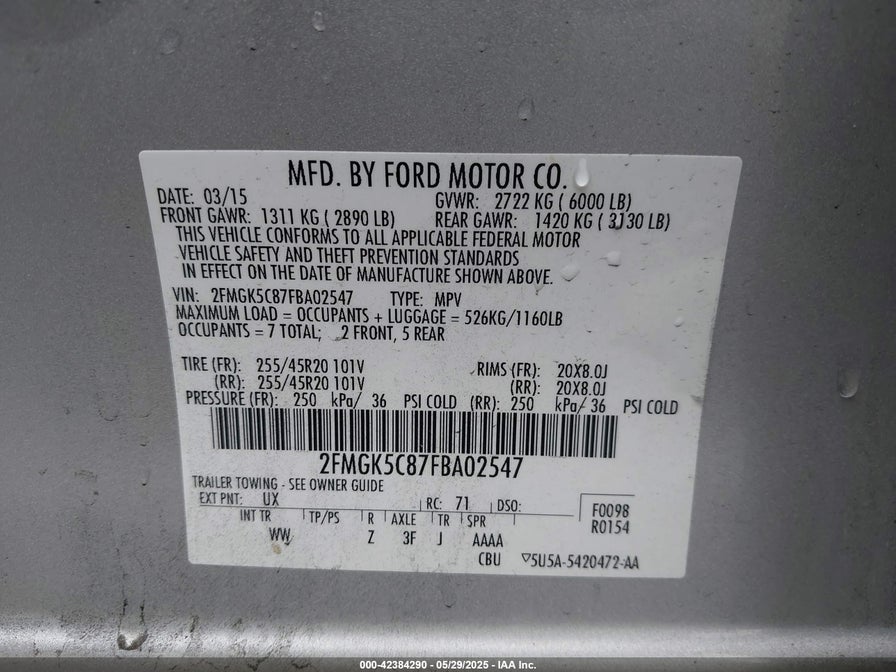 MFD. BY FORD MOTOR CO.
DATE: 03/15 GVWR: 2722 KG ( 6000 LB)
FRONT GAWR: 1311 KG ( 2890 LB) REAR GAWR: 1420 KG ( 3130 LB)
THIS VEHICLE CONFORMS TO ALL APPLICABLE FEDERAL MOTOR
VEHICLE SAFETY AND THEFT PREVENTION STANDARDS
IN EFFECT ON THE DATE OF MANUFACTURE SHOWN ABOVE.
VIN: 2FMGK5C87FBA02547 TYPE: MPV
MAXIMUM LOAD = OCCUPANTS + LUGGAGE = 526KG/1160LB
OCCUPANTS = 7 TOTAL; 2 FRONT, 5 REAR
TIRE (FR): 255/45R20 101V RIMS (FR): 20X8.0J
(RR): 255/45R20 101V (RR): 20X8.0J
PRESSURE (FR): 250 kPa/ 36 PSI COLD (RR): 250 kPa/ 36 PSI COLD
2FMGK5C87FBA02547
TRAILER TOWING - SEE OWNER GUIDE
EXT PNT: UX RC: 71 DSO: F0098
INT TR TP/PS R AXLE TR SPR R0154
WW Z 3F J AAAA
CBU ▽5U5A-5420472-AA
000-42384290 - 05/29/2025 - IAA Inc.